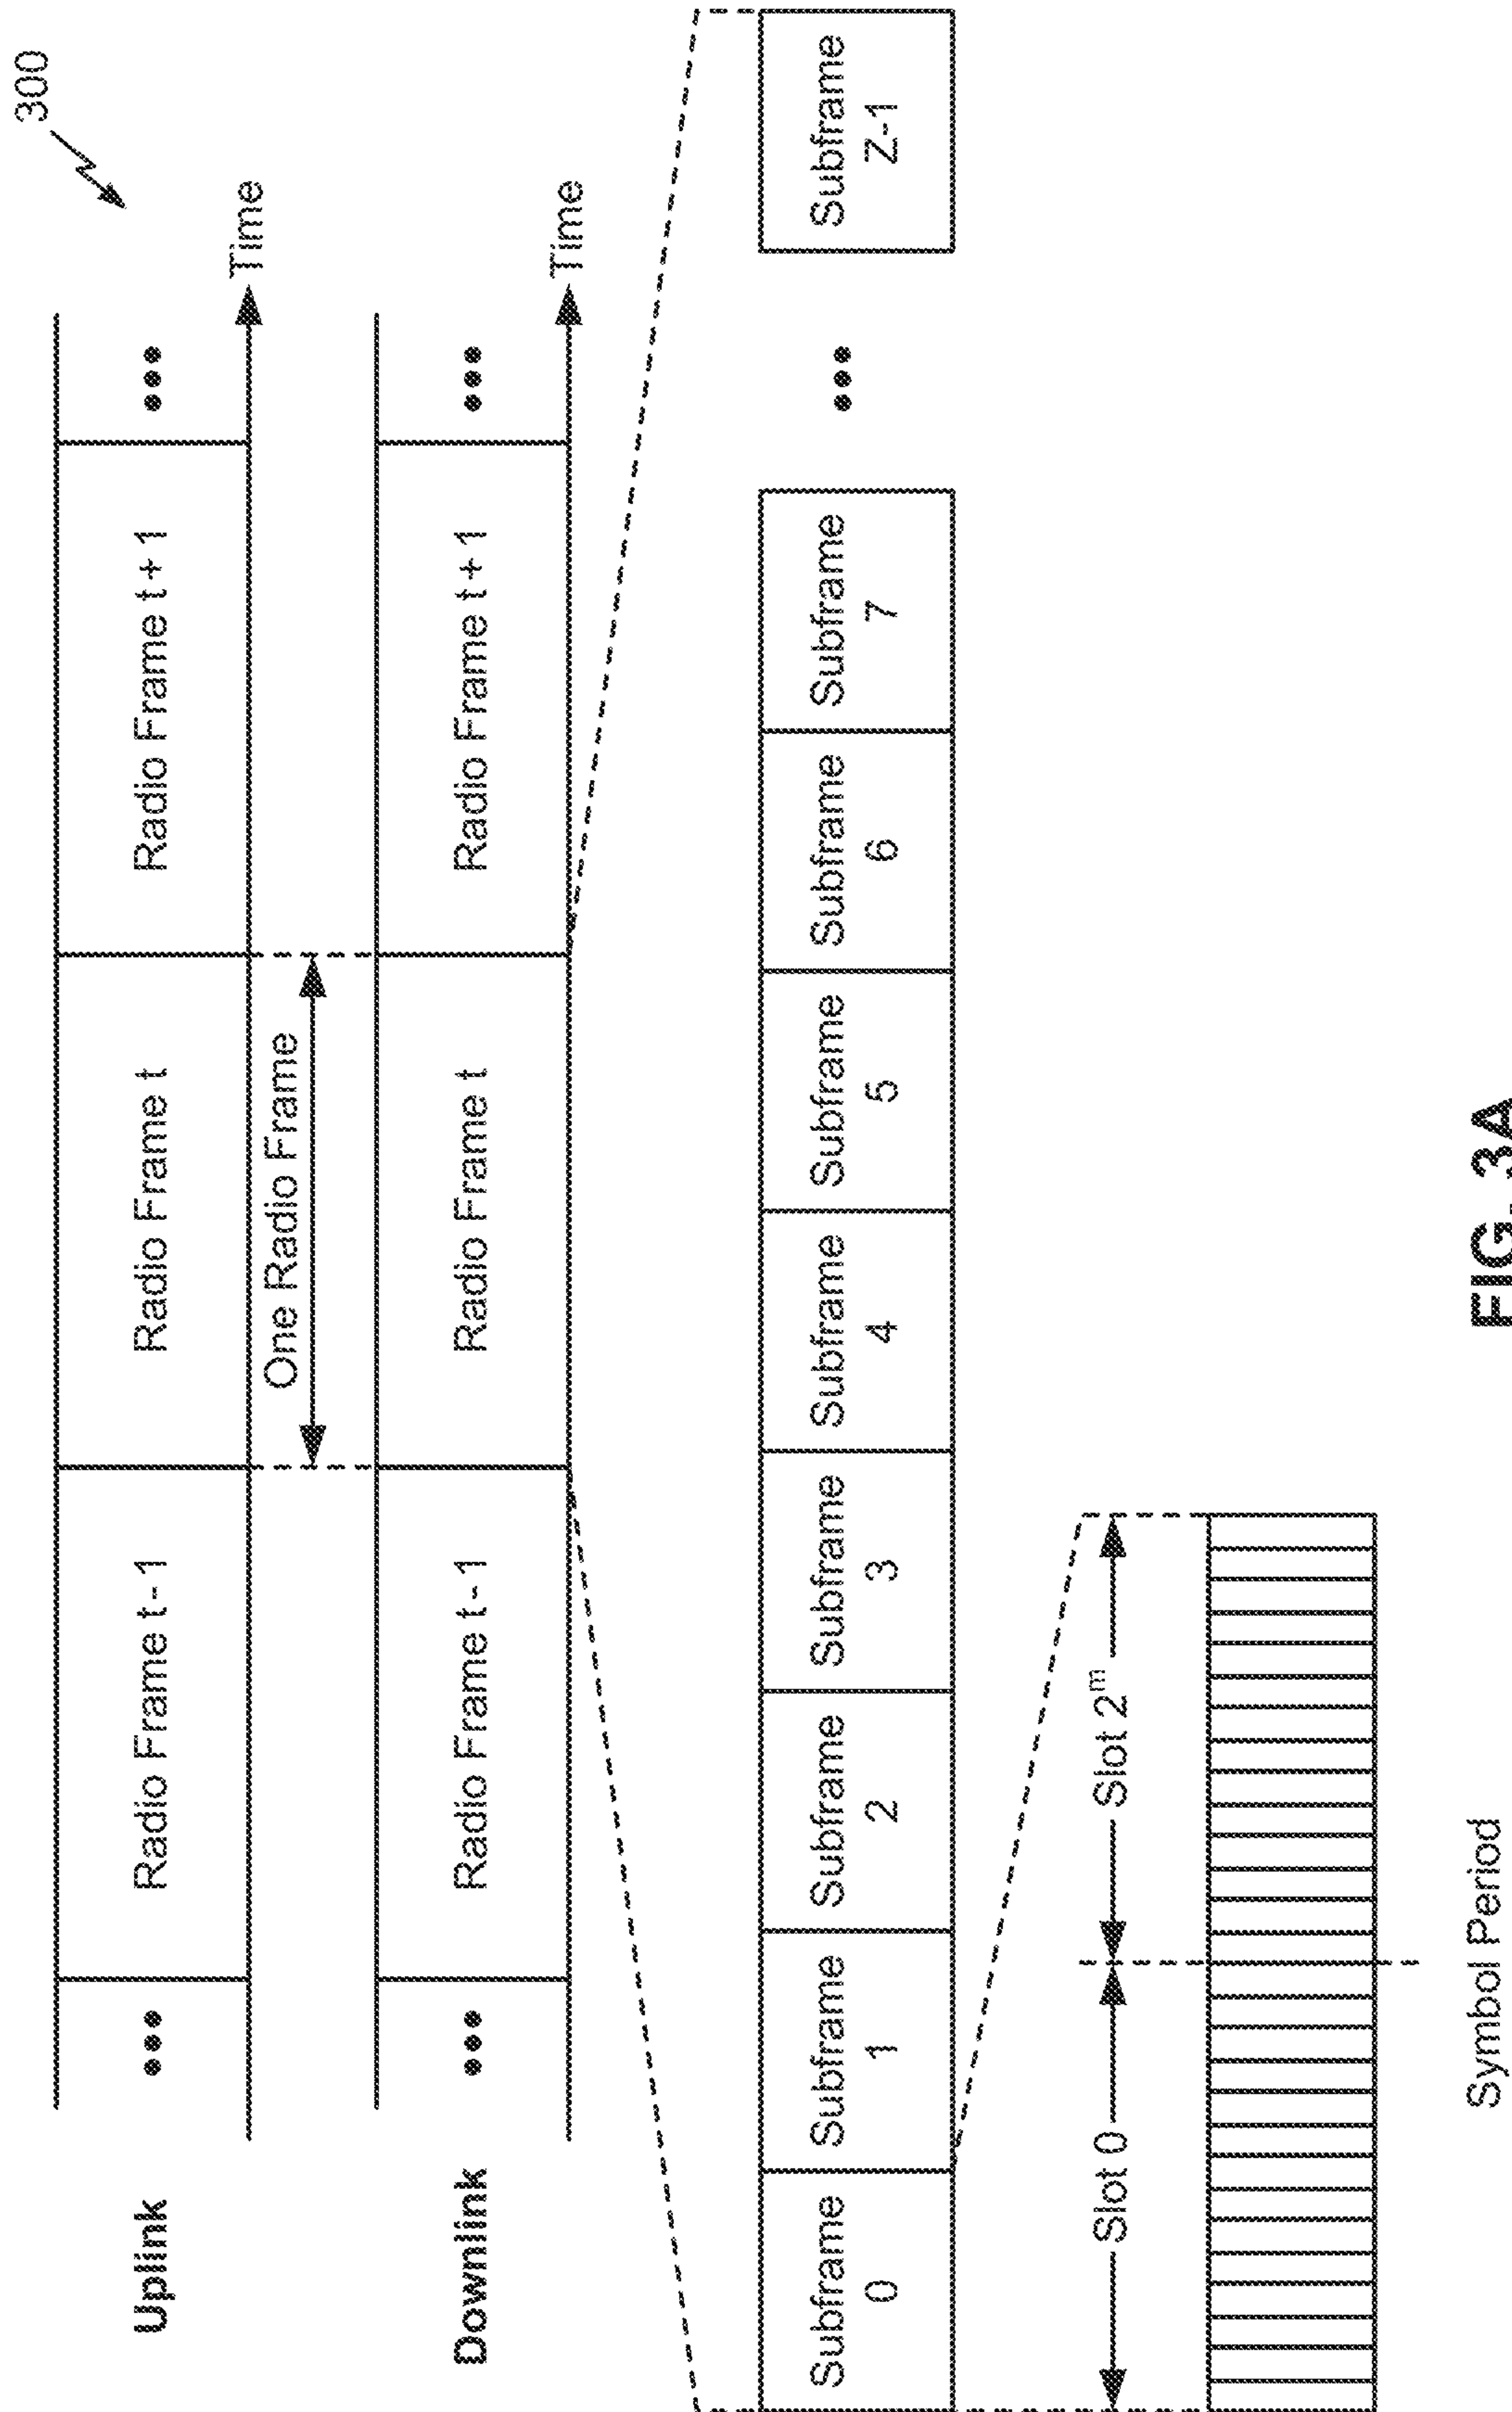 300
Uplink
•••
Radio Frame t-1
Radio Frame t
Radio Frame t+1
•••
Time
One Radio Frame
Downlink
•••
Radio Frame t-1
Radio Frame t
Radio Frame t+1
•••
Time
Subframe
0
Subframe
1
Subframe
2
Subframe
3
Subframe
4
Subframe
5
Subframe
6
Subframe
7
•••
Subframe
Z-1
Slot 0
Slot 2ᵐ
Symbol Period
FIG. 3A